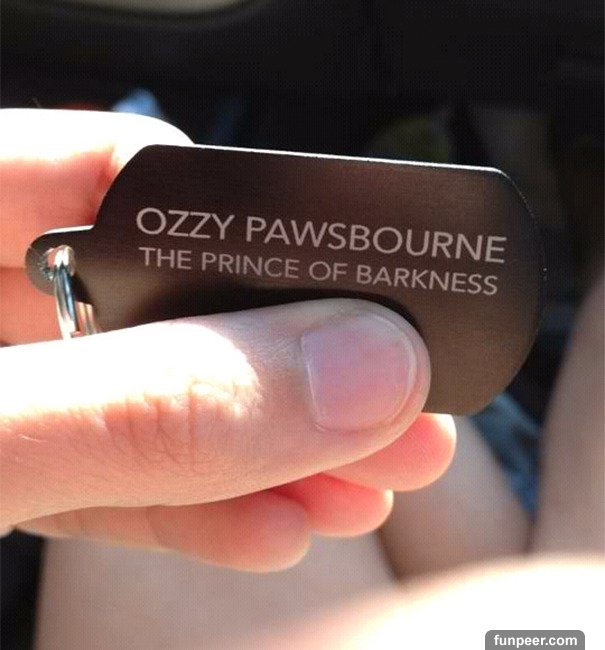 OZZY PAWSBOURNE
THE PRINCE OF BARKNESS
funpeer.com